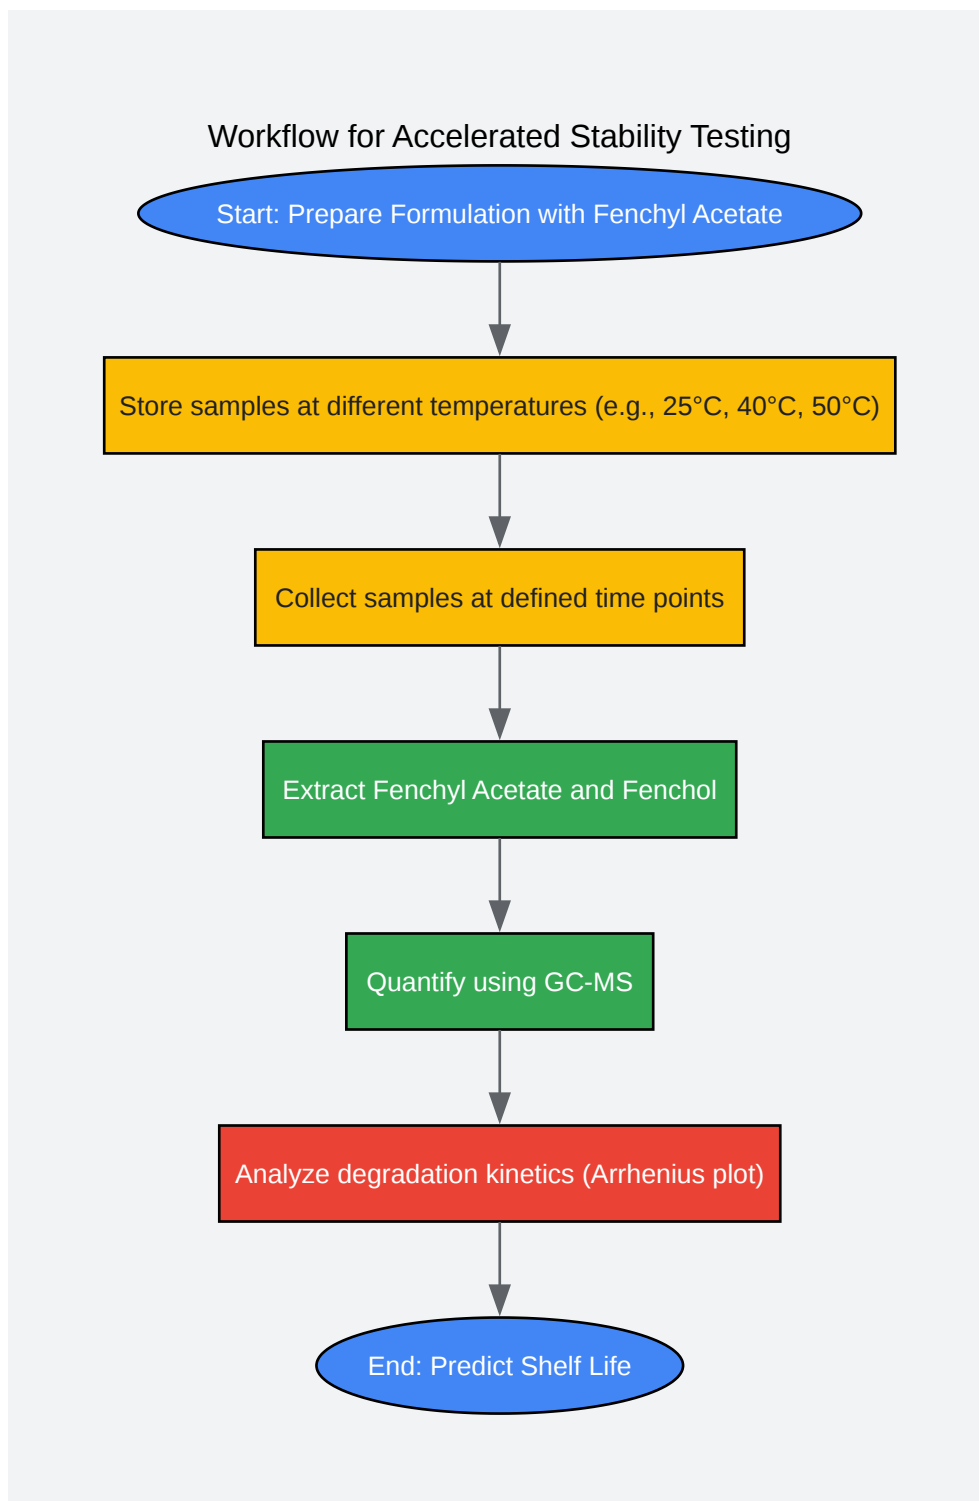 Workflow for Accelerated Stability Testing
Start: Prepare Formulation with Fenchyl Acetate
Store samples at different temperatures (e.g., 25°C, 40°C, 50°C)
Collect samples at defined time points
Extract Fenchyl Acetate and Fenchol
Quantify using GC-MS
Analyze degradation kinetics (Arrhenius plot)
End: Predict Shelf Life